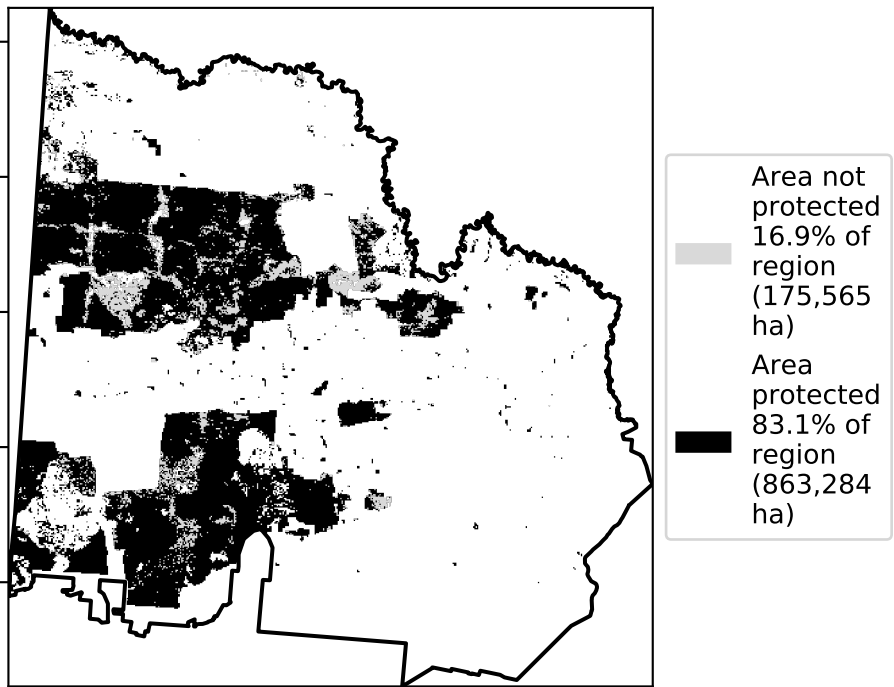 Area not
protected
16.9% of
region
(175,565
ha)
Area
protected
83.1% of
region
(863,284
ha)